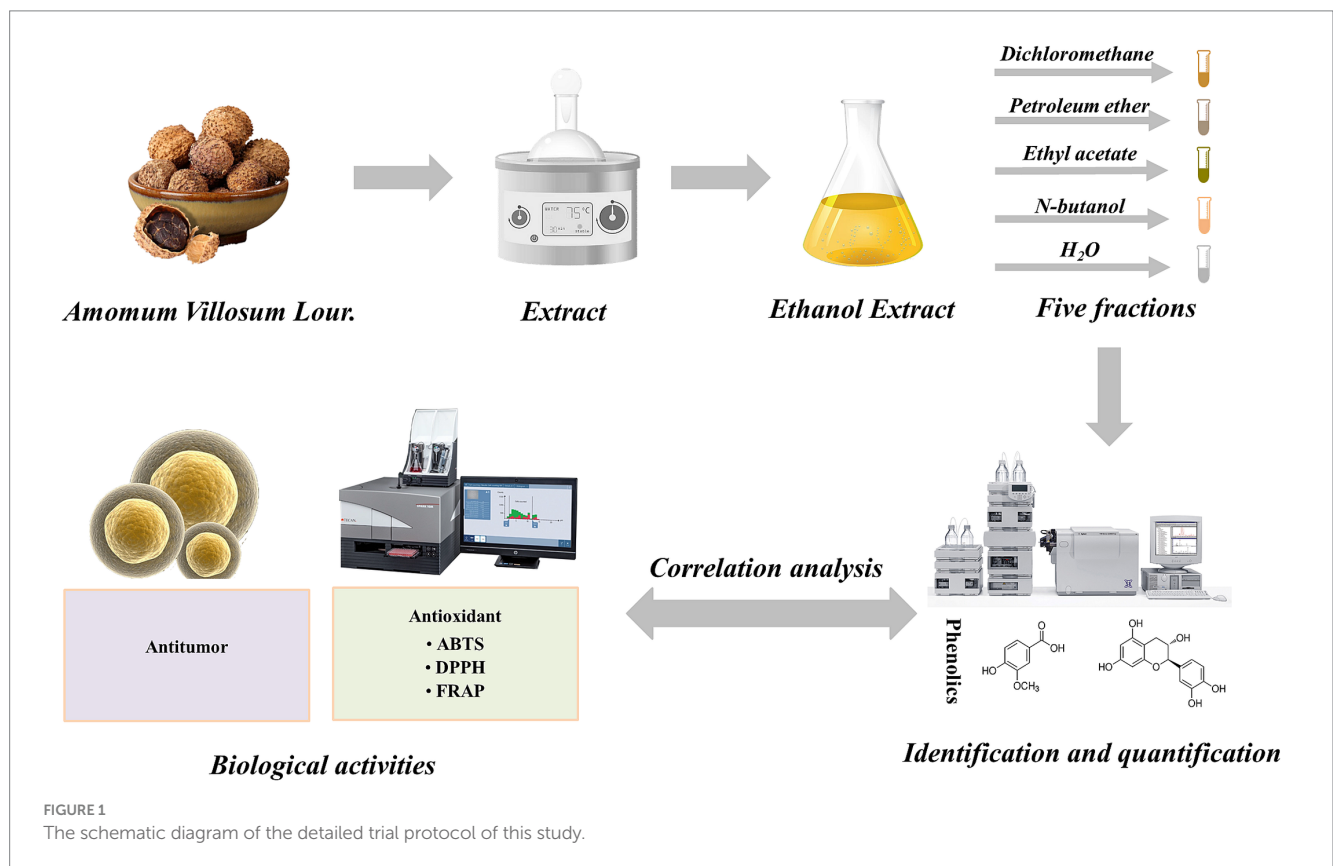 Dichloromethane
Petroleum ether
Ethyl acetate
N-butanol
H₂O
75 °C
Amomum Villosum Lour.
Extract
Ethanol Extract
Five fractions
Correlation analysis
Antitumor
Antioxidant
• ABTS
• DPPH
• FRAP
Biological activities
Phenolics
O
OH
HO
OCH₃
OH
OH
HO
O
OH
OH
Identification and quantification
FIGURE 1
The schematic diagram of the detailed trial protocol of this study.